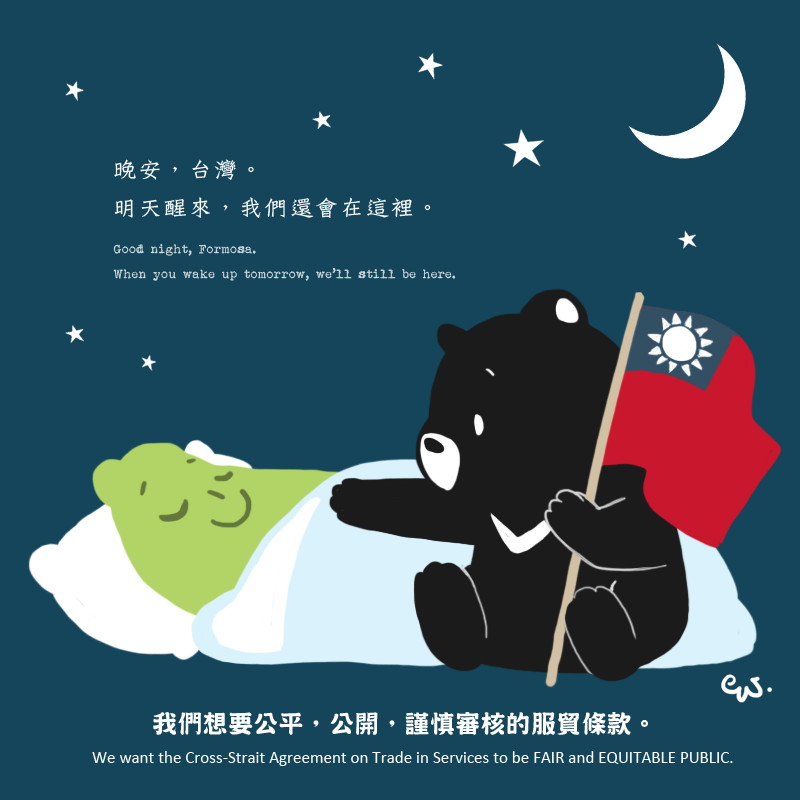 晚安，台灣。
明天醒來，我們還會在這裡。
Good night, Formosa.
When you wake up tomorrow, we'll still be here.
ew.
我們想要公平，公開，謹慎審核的服貿條款。
We want the Cross-Strait Agreement on Trade in Services to be FAIR and EQUITABLE PUBLIC.